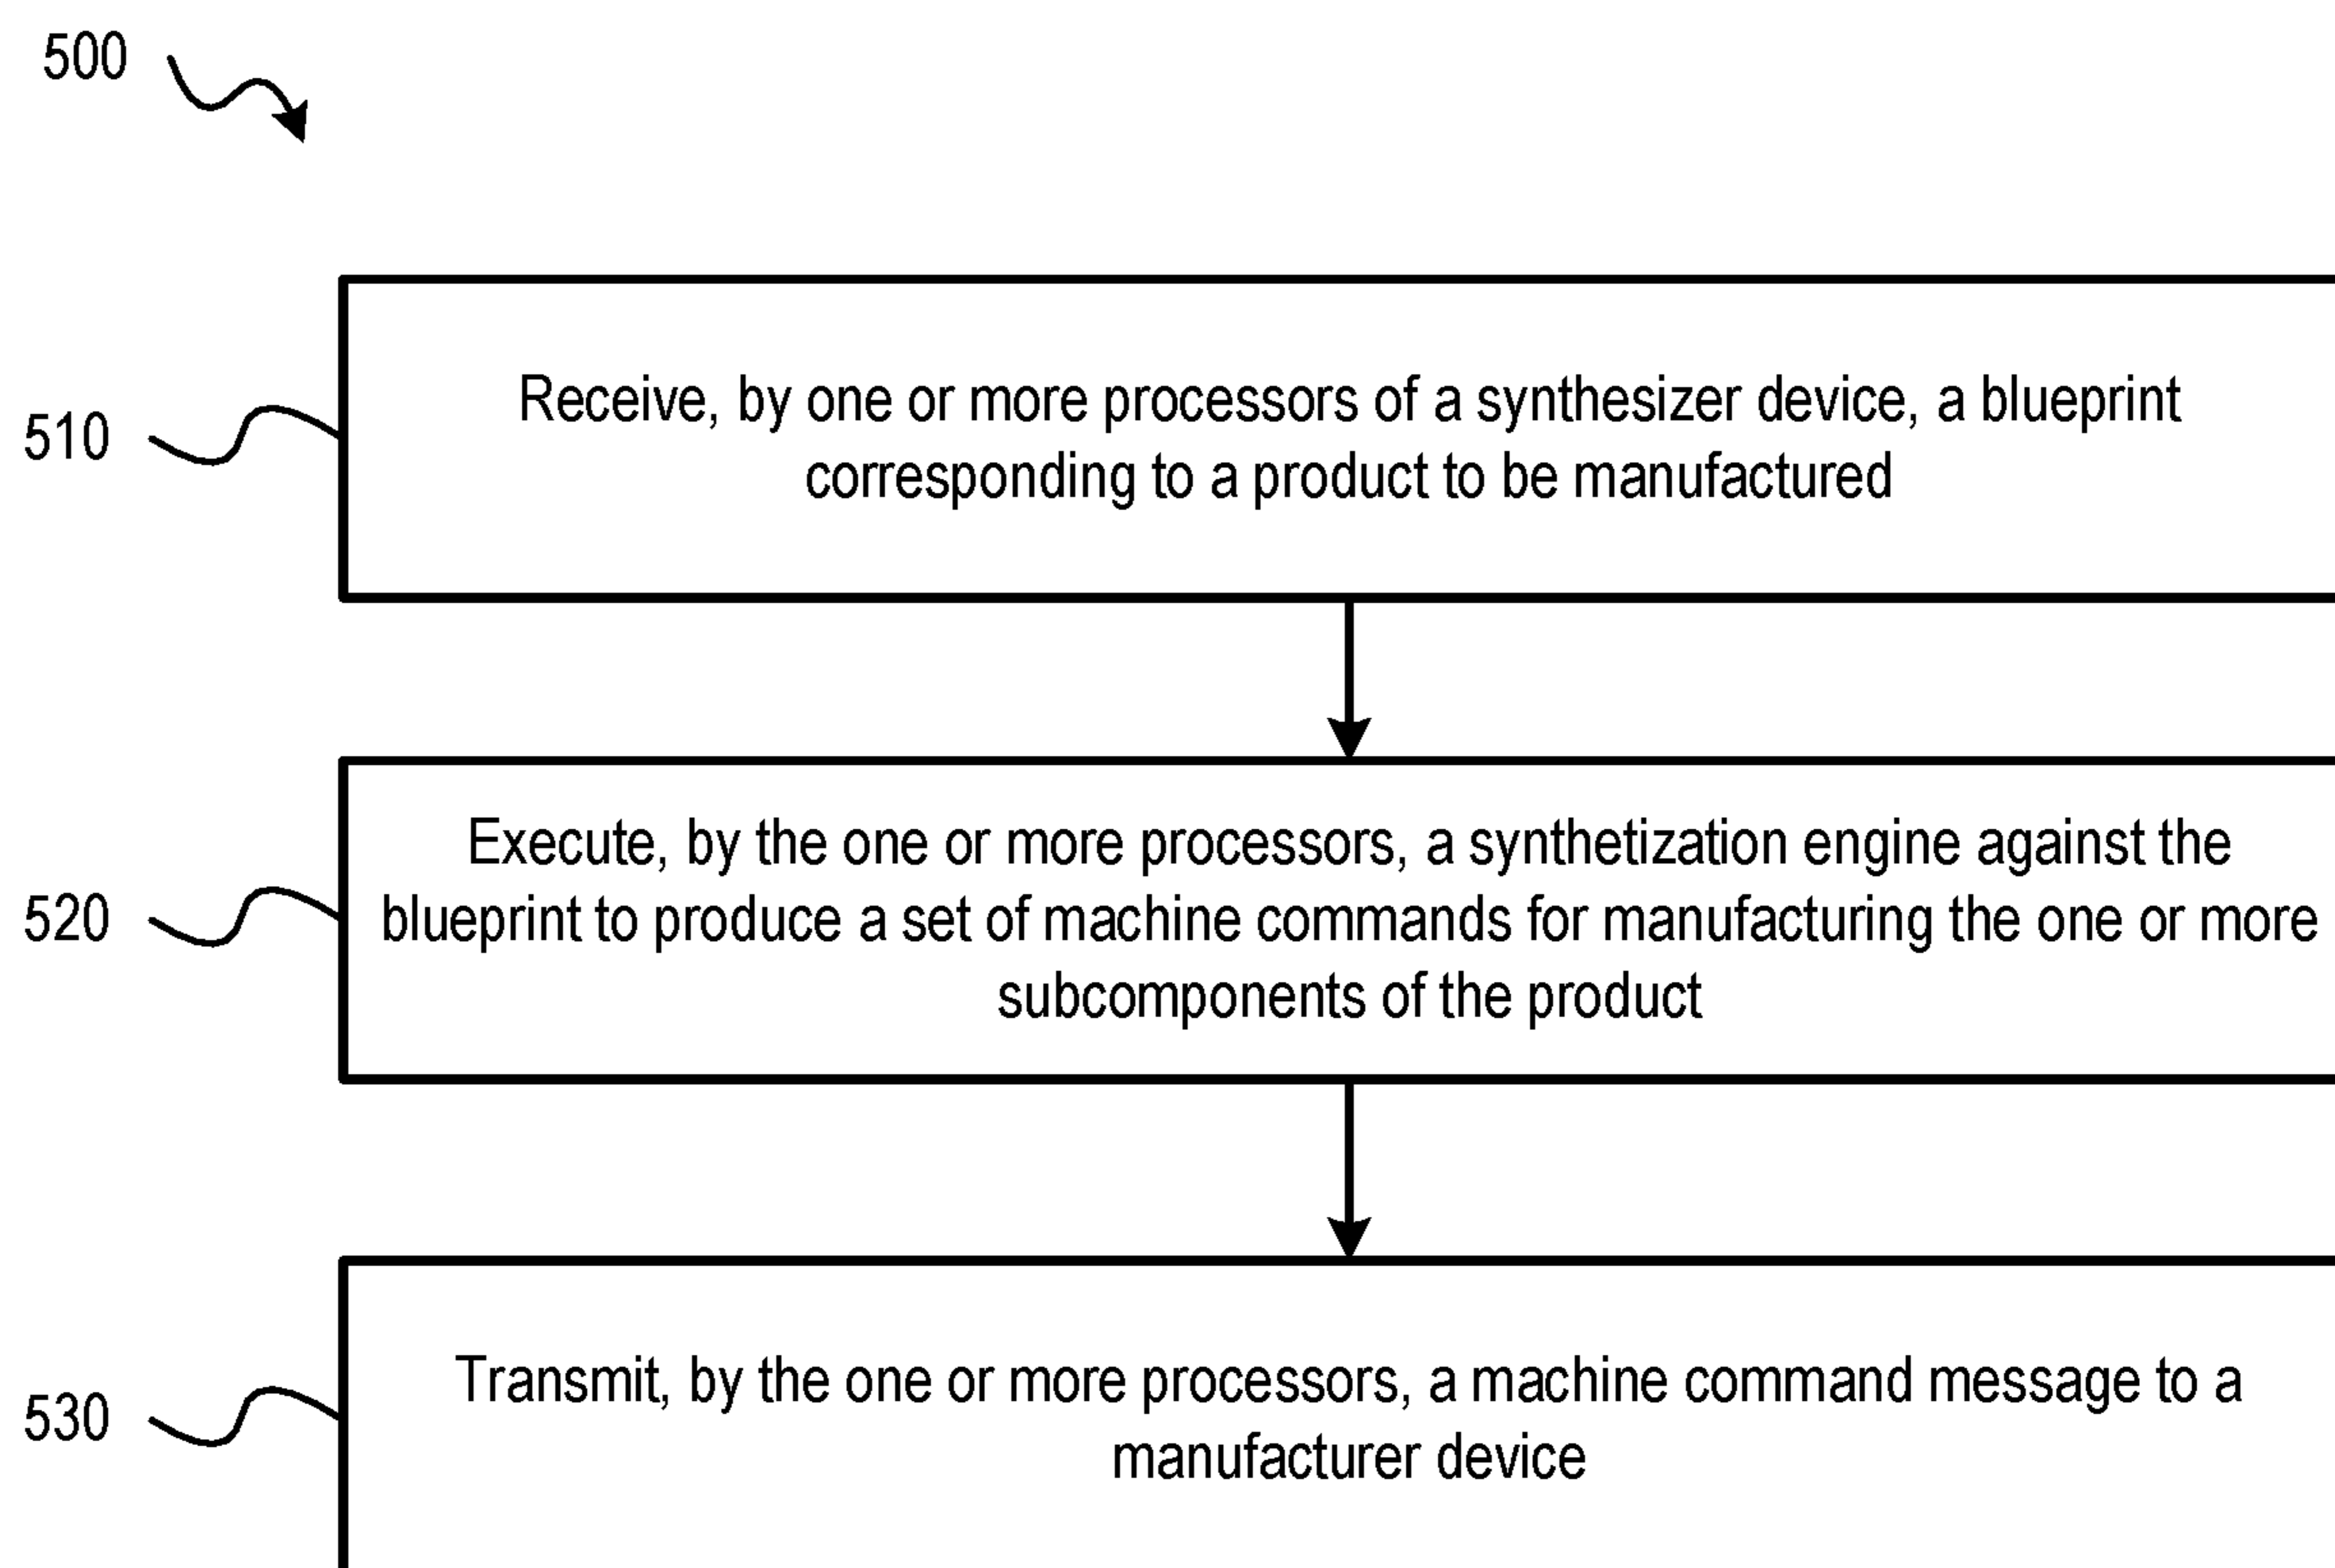 500
510
Receive, by one or more processors of a synthesizer device, a blueprint
corresponding to a product to be manufactured
520
Execute, by the one or more processors, a synthetization engine against the
blueprint to produce a set of machine commands for manufacturing the one or more
subcomponents of the product
530
Transmit, by the one or more processors, a machine command message to a
manufacturer device